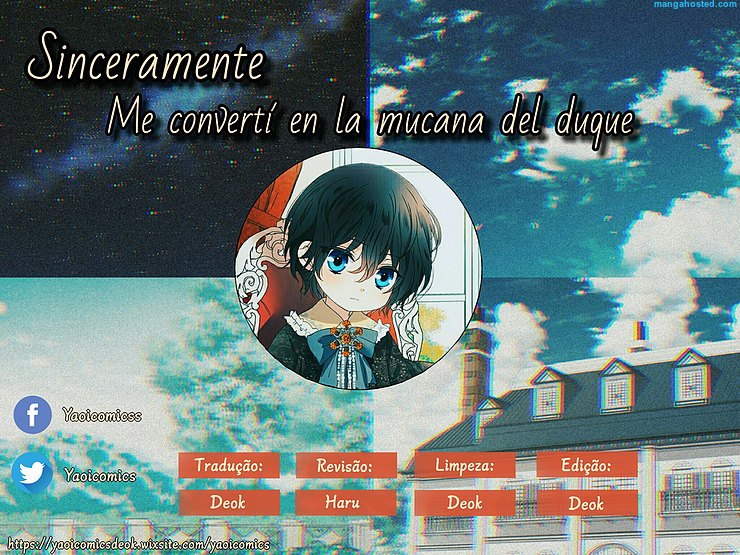 mangahosted.com
Sinceramente
Me convertí en la mucana del duque
Yaoicomicss
Yaoicomics
Tradução: Revisão: Limpeza: Edição:
Deok Haru Deok Deok
https://yaoicomicsdeok.wixsite.com/yaoicomics